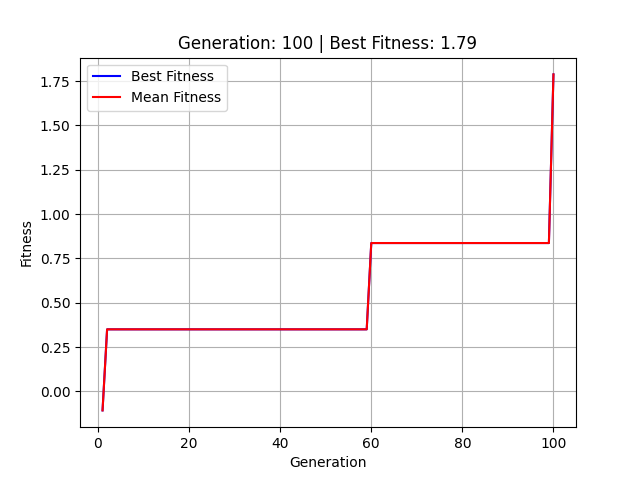 Generation: 100 | Best Fitness: 1.79
Best Fitness
Mean Fitness
1.75
1.50
1.25
1.00
0.75
0.50
0.25
0.00
Fitness
0 20 40 60 80 100
Generation